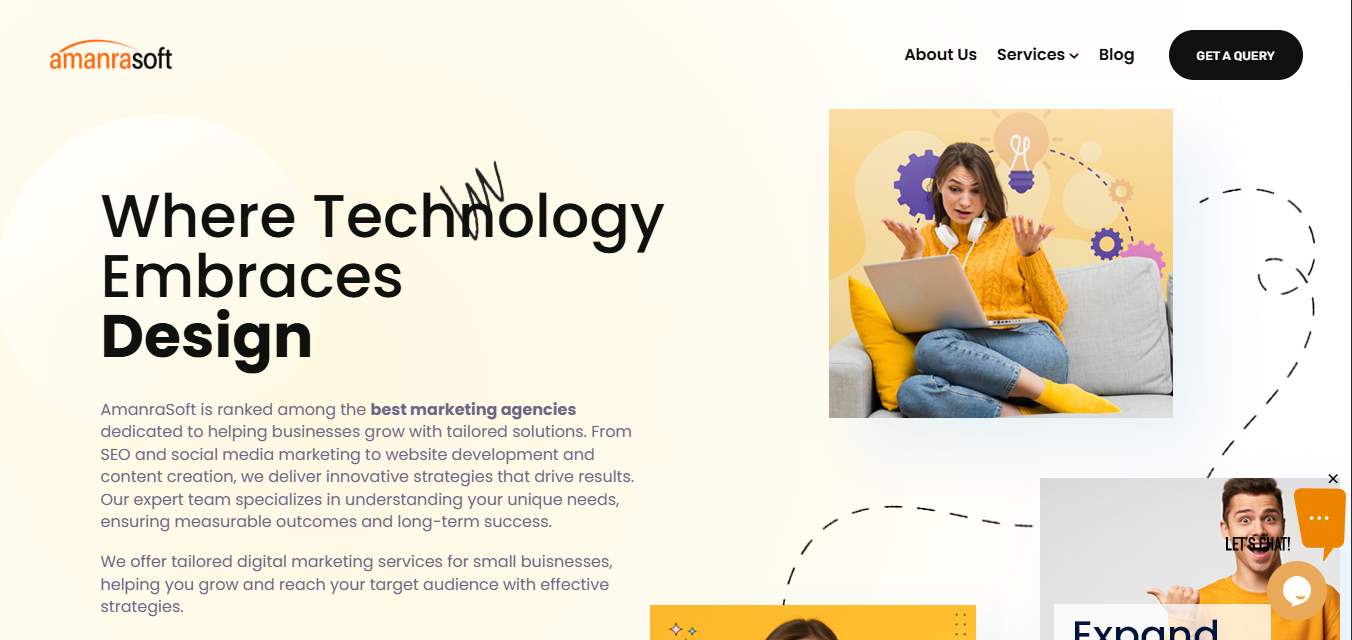 amanrasoft
About Us
Services
Blog
GET A QUERY
Where Technology
Embraces
Design
AmanraSoft is ranked among the best marketing agencies
dedicated to helping businesses grow with tailored solutions. From
SEO and social media marketing to website development and
content creation, we deliver innovative strategies that drive results.
Our expert team specializes in understanding your unique needs,
ensuring measurable outcomes and long-term success.
We offer tailored digital marketing services for small buisnesses,
helping you grow and reach your target audience with effective
strategies.
LET'S CHAT!
Expand